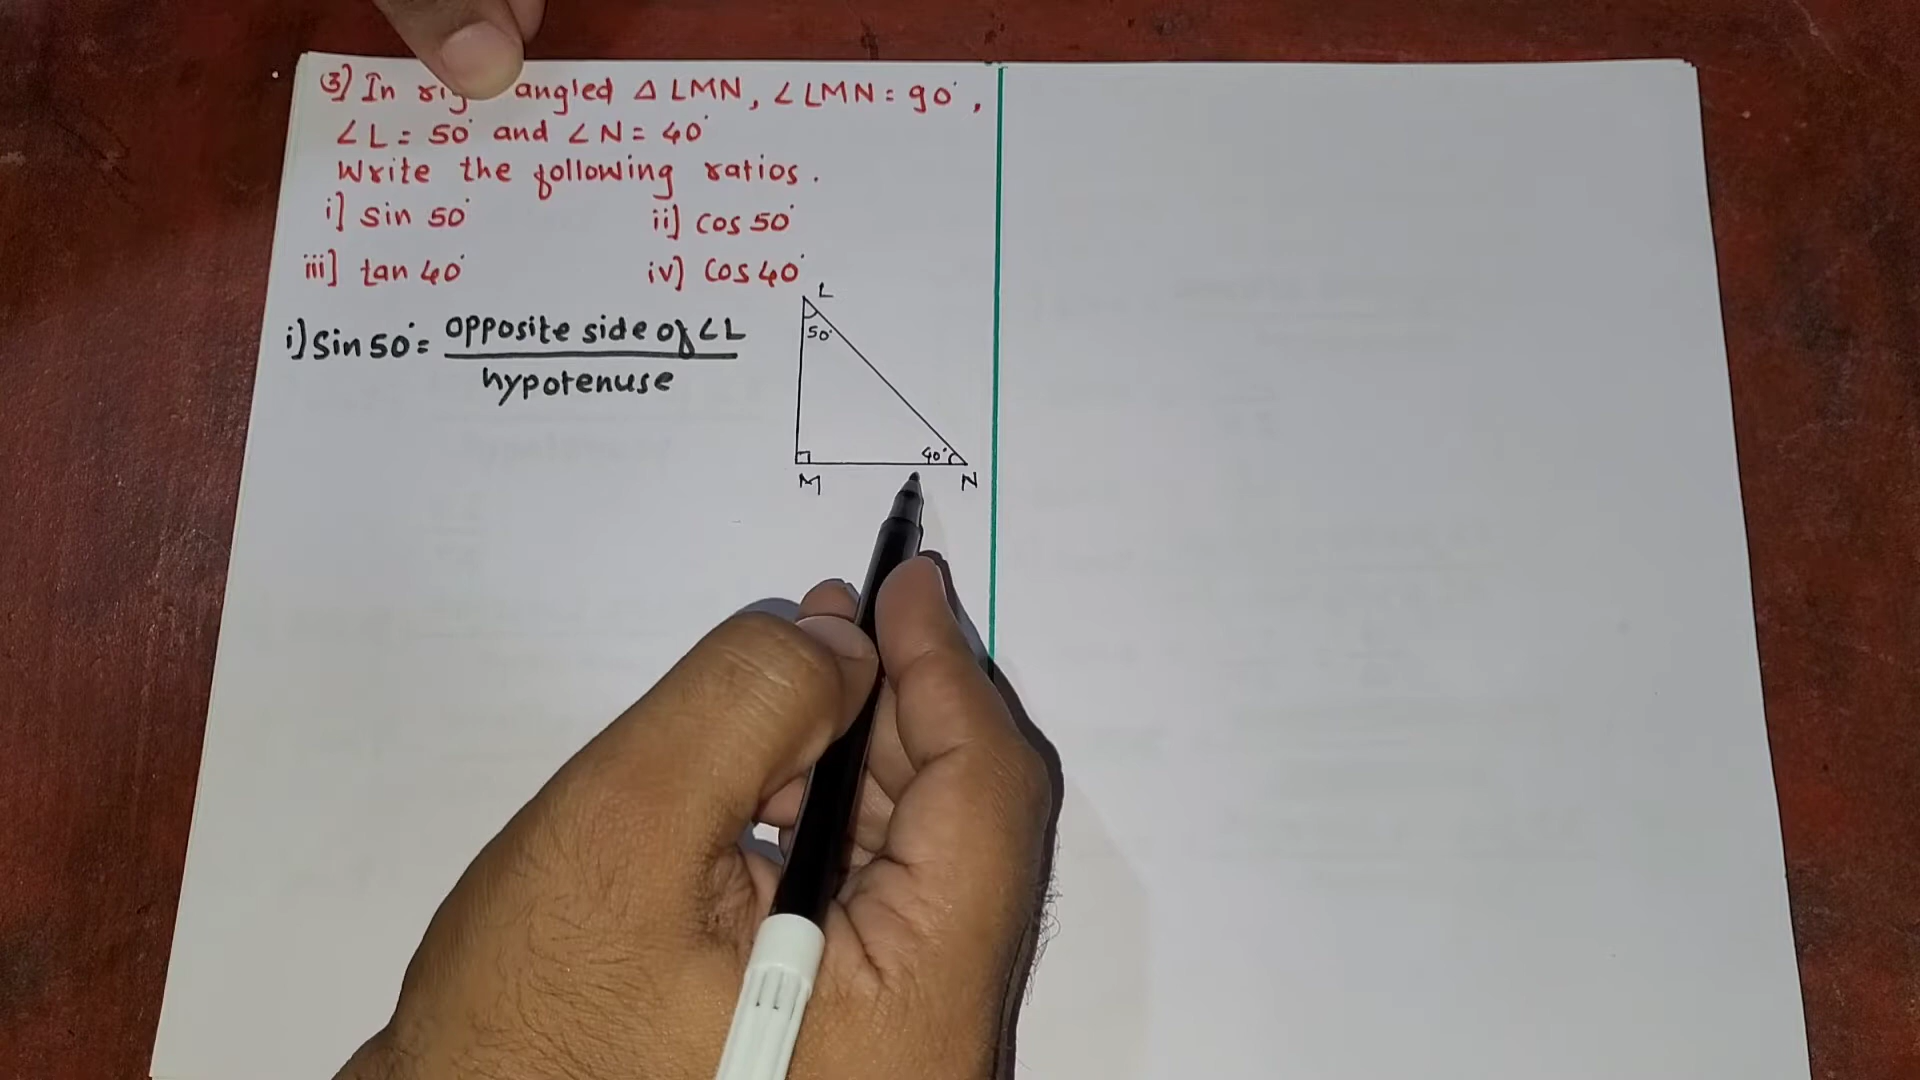 3] In angled Δ LMN, ∠LMN = 90°,
∠L = 50° and ∠N = 40°
Write the following ratios.
i] sin 50° ii] cos 50°
iii] tan 40° iv] cos 40°
i] Sin 50° = opposite side of ∠L
hypotenuse
L
50°
40°
M N